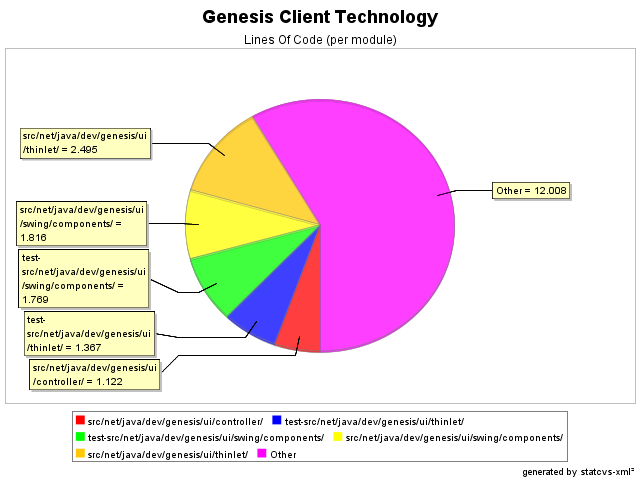 Genesis Client Technology
Lines Of Code (per module)
src/net/java/dev/genesis/ui
/thinlet/ = 2.495
Other = 12.008
src/net/java/dev/genesis/ui
/swing/components/ =
1.816
test-
src/net/java/dev/genesis/ui
/swing/components/ =
1.769
test-
src/net/java/dev/genesis/ui
/thinlet/ = 1.367
src/net/java/dev/genesis/ui
/controller/ = 1.122
src/net/java/dev/genesis/ui/controller/ test-src/net/java/dev/genesis/ui/thinlet/
test-src/net/java/dev/genesis/ui/swing/components/ src/net/java/dev/genesis/ui/swing/components/
src/net/java/dev/genesis/ui/thinlet/ Other
generated by statcvs-xml²